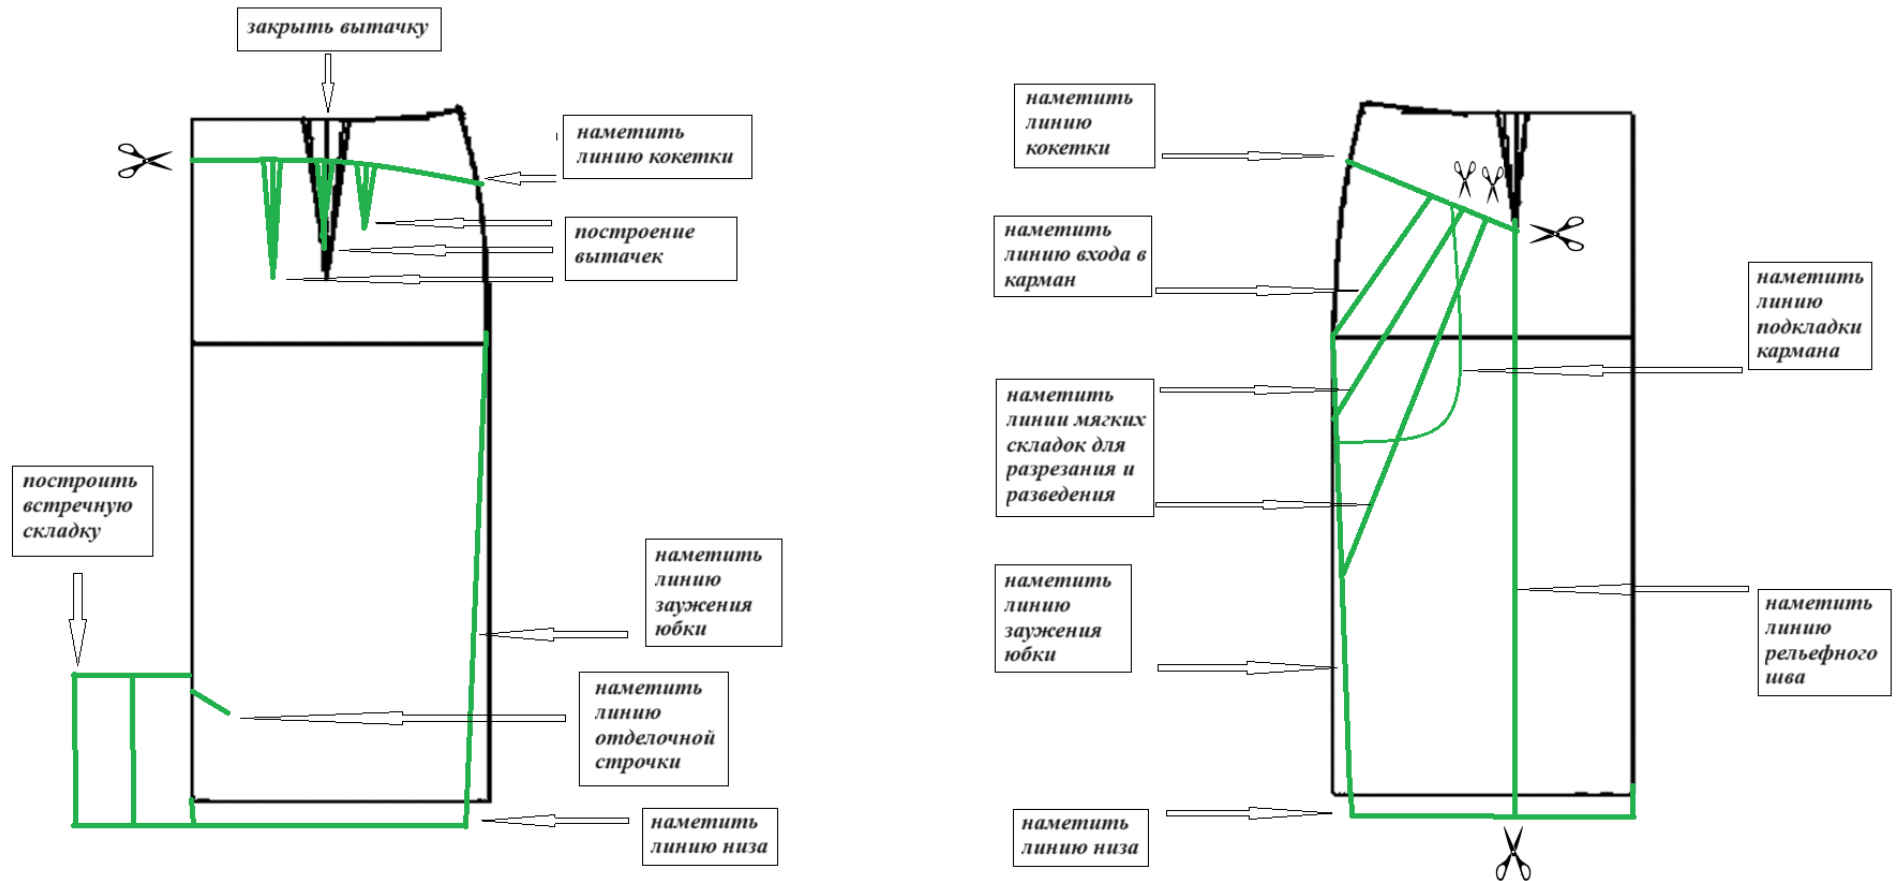 закрыть вытачку
наметить
линию кокетки
построение
вытачек
построить
встречную
складку
наметить
линию
заужения
юбки
наметить
линию
отделочной
строчки
наметить
линию низа
наметить
линию
кокетки
наметить
линию входа в
карман
наметить
линию
подкладки
кармана
наметить
линии мягких
складок для
разрезания и
разведения
наметить
линию
заужения
юбки
наметить
линию
рельефного
шва
наметить
линию низа